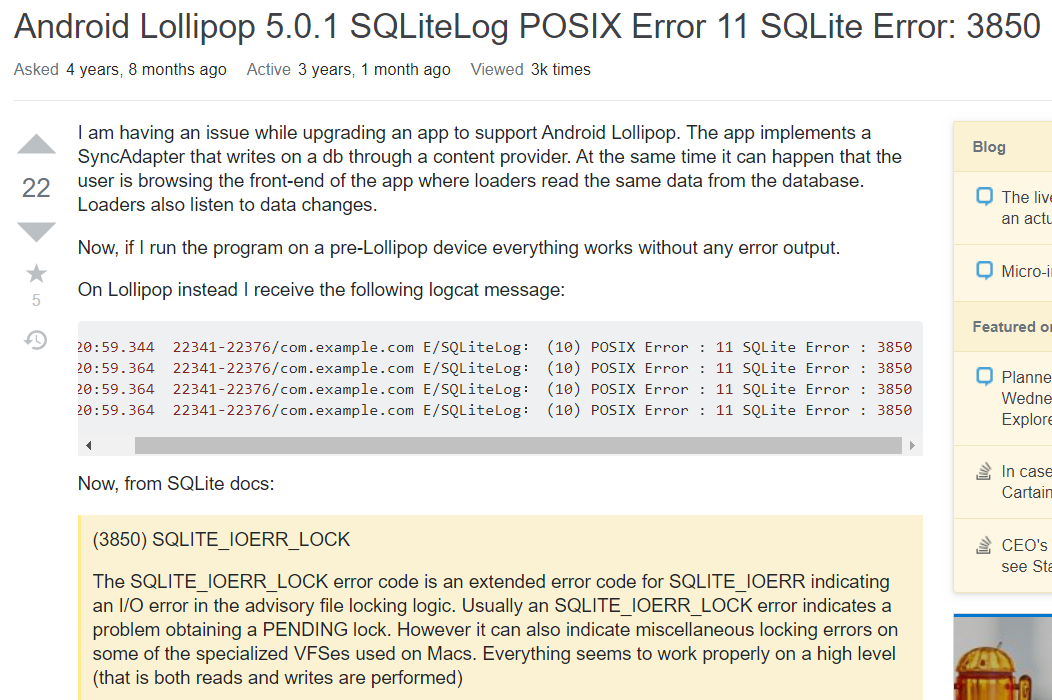 Android Lollipop 5.0.1 SQLiteLog POSIX Error 11 SQLite Error: 3850
Asked 4 years, 8 months ago Active 3 years, 1 month ago Viewed 3k times
22
5
I am having an issue while upgrading an app to support Android Lollipop. The app implements a
SyncAdapter that writes on a db through a content provider. At the same time it can happen that the
user is browsing the front-end of the app where loaders read the same data from the database.
Loaders also listen to data changes.
Now, if I run the program on a pre-Lollipop device everything works without any error output.
On Lollipop instead I receive the following logcat message:
20:59.344 22341-22376/com.example.com E/SQLiteLog: (10) POSIX Error : 11 SQLite Error : 3850
20:59.364 22341-22376/com.example.com E/SQLiteLog: (10) POSIX Error : 11 SQLite Error : 3850
20:59.364 22341-22376/com.example.com E/SQLiteLog: (10) POSIX Error : 11 SQLite Error : 3850
20:59.364 22341-22376/com.example.com E/SQLiteLog: (10) POSIX Error : 11 SQLite Error : 3850
Now, from SQLite docs:
(3850) SQLITE_IOERR_LOCK
The SQLITE_IOERR_LOCK error code is an extended error code for SQLITE_IOERR indicating
an I/O error in the advisory file locking logic. Usually an SQLITE_IOERR_LOCK error indicates a
problem obtaining a PENDING lock. However it can also indicate miscellaneous locking errors on
some of the specialized VFSes used on Macs. Everything seems to work properly on a high level
(that is both reads and writes are performed)
Blog
The live
an actu
Micro-i
Featured o
Planne
Wedne
Explore
In case
Cartain
CEO's
see Sta